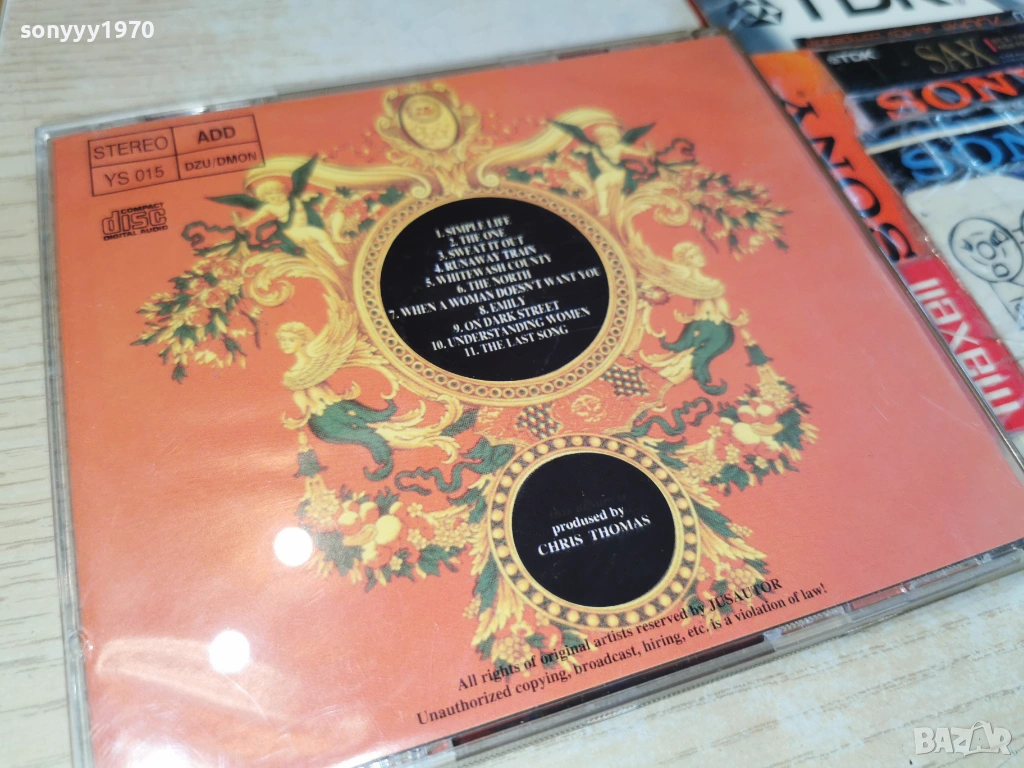 sonyyy1970
STEREO
ADD
YS 015
DZU/DMON
COMPACT
disc
DIGITAL AUDIO
1. SIMPLE LIFE
2. THE ONE
3. SWEAT IT OUT
4. RUNAWAY TRAIN
5. WHITEWASH COUNTY
6. THE NORTH
7. WHEN A WOMAN DOESN'T WANT YOU
8. EMILY
9. ON DARK STREET
10. UNDERSTANDING WOMEN
11. THE LAST SONG
prodused by
CHRIS THOMAS
All rights of original artists reserved by JUSAUTOR
Unauthorized copying, broadcast, hiring, etc. is a violation of law!
TDK
SA-X
maxell
BAZAR